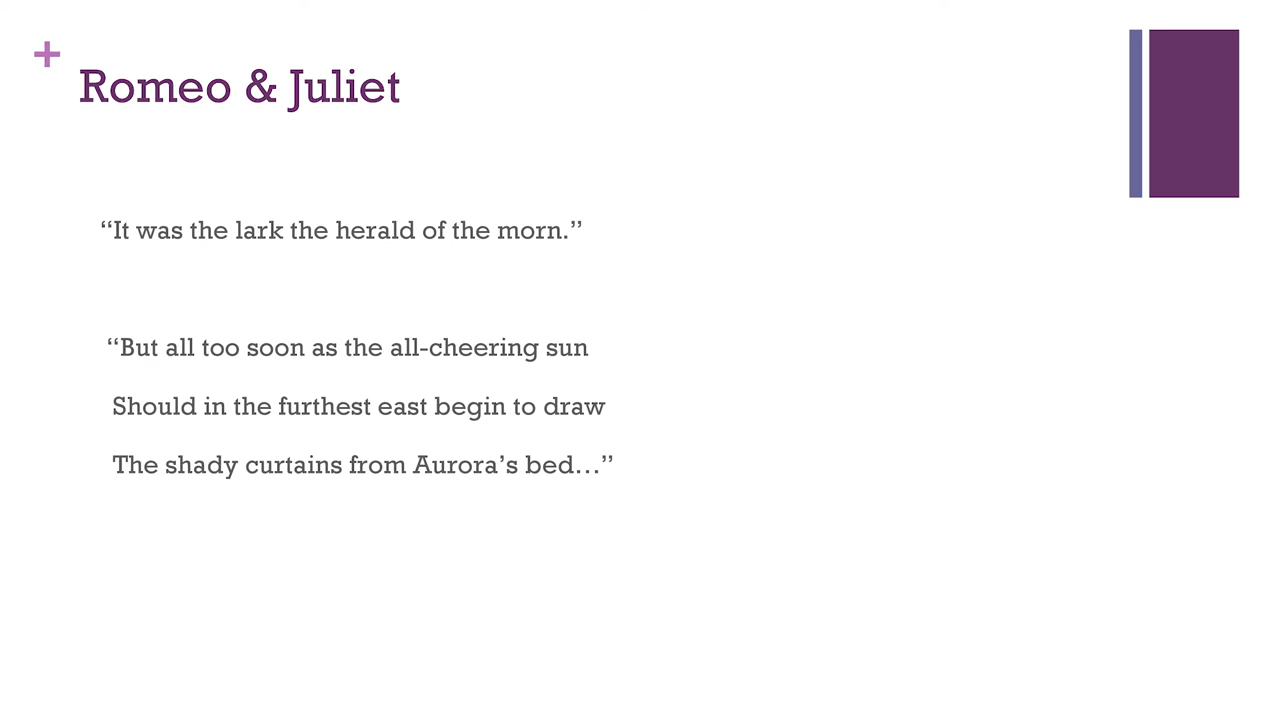 +
Romeo & Juliet
“It was the lark the herald of the morn.”
“But all too soon as the all-cheering sun
Should in the furthest east begin to draw
The shady curtains from Aurora’s bed…”